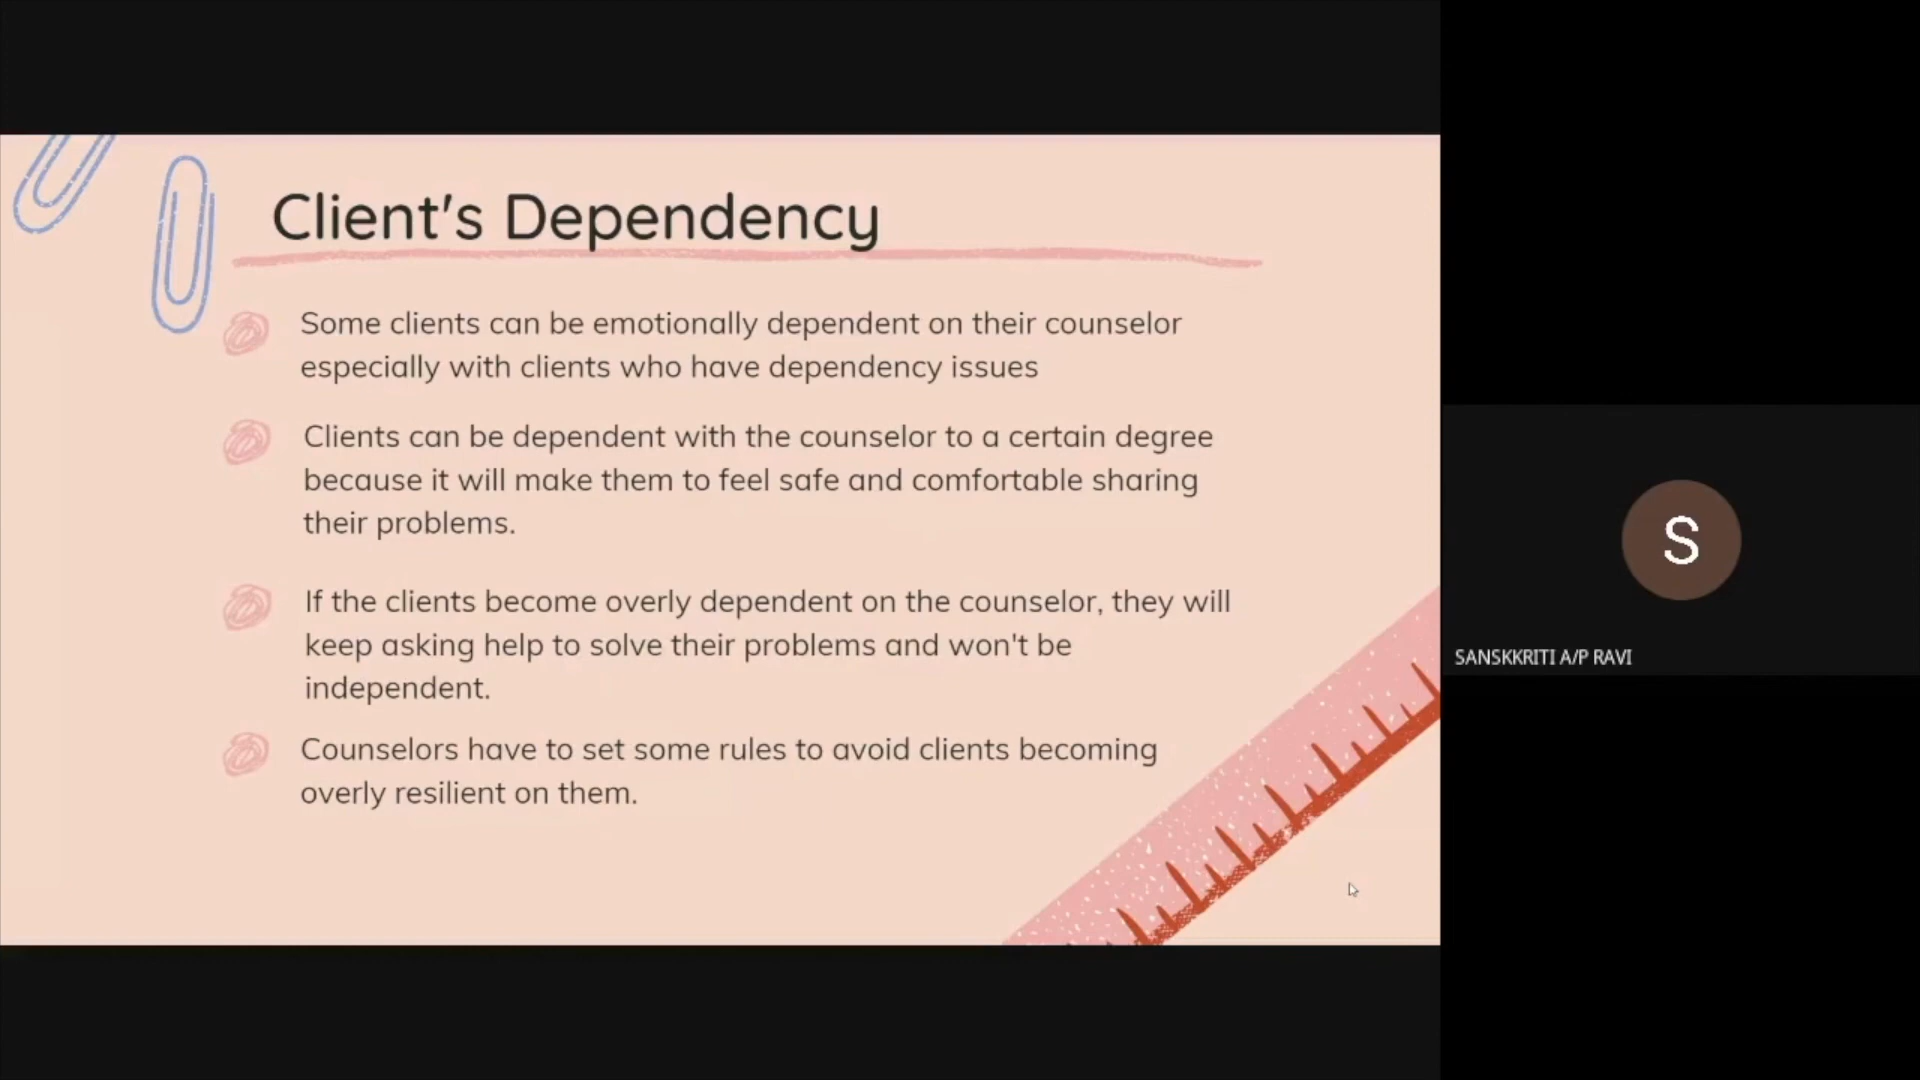 Client's Dependency
Some clients can be emotionally dependent on their counselor
especially with clients who have dependency issues
Clients can be dependent with the counselor to a certain degree
because it will make them to feel safe and comfortable sharing
their problems.
If the clients become overly dependent on the counselor, they will
keep asking help to solve their problems and won't be
independent.
Counselors have to set some rules to avoid clients becoming
overly resilient on them.
S
SANSKKRITI A/P RAVI